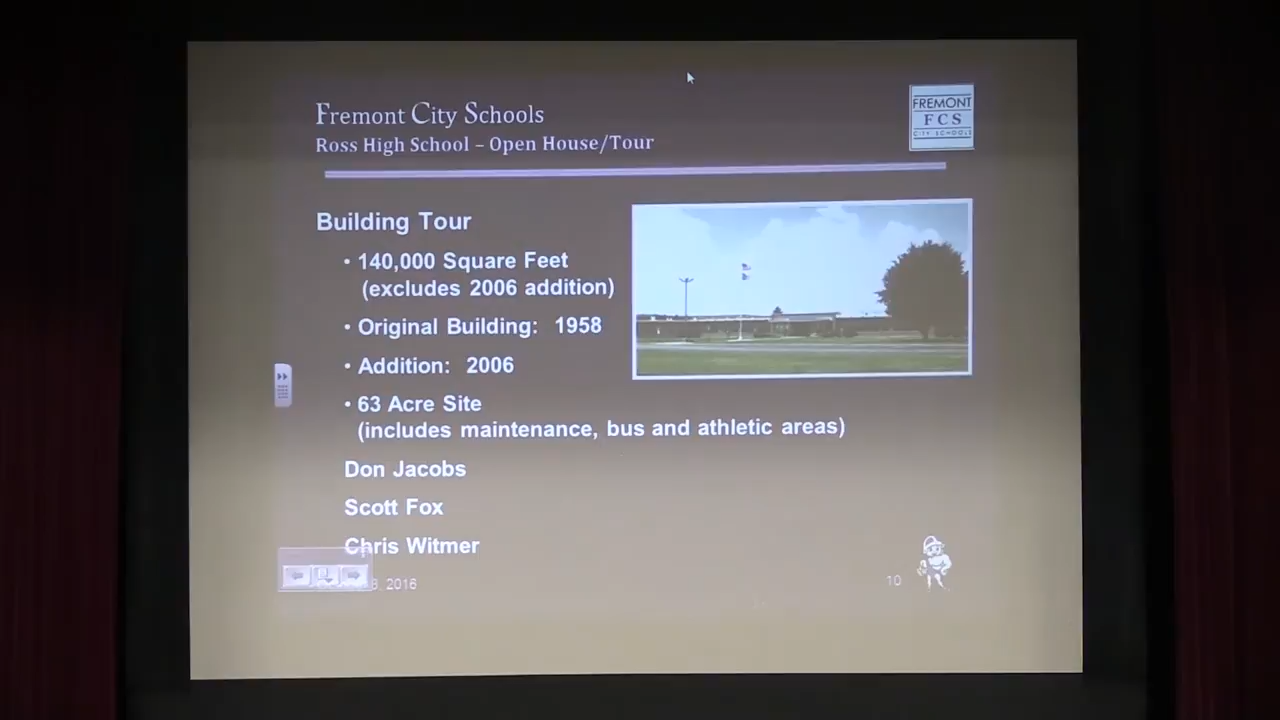 Fremont City Schools
Ross High School – Open House/Tour
FREMONT
FCS
CITY SCHOOLS
Building Tour
• 140,000 Square Feet
(excludes 2006 addition)
• Original Building: 1958
• Addition: 2006
• 63 Acre Site
(includes maintenance, bus and athletic areas)
Don Jacobs
Scott Fox
Chris Witmer
, 2016
10